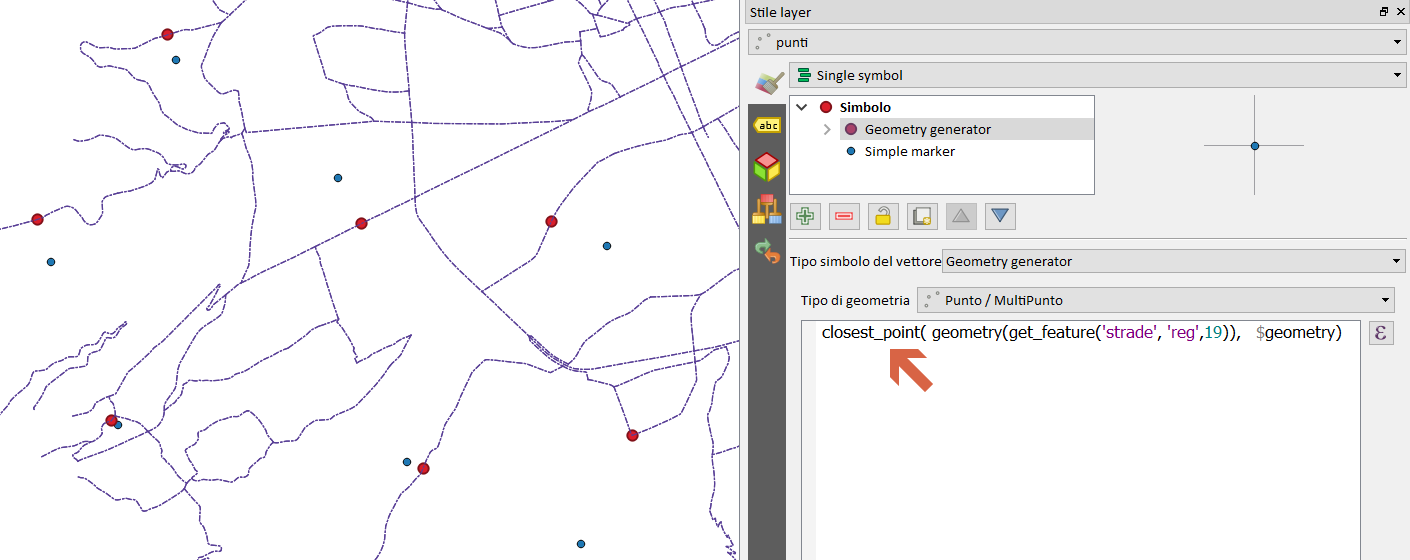 Stile layer
punti
Single symbol
Simbolo
Geometry generator
Simple marker
abc
Tipo simbolo del vettore Geometry generator
Tipo di geometria Punto / MultiPunto
closest_point( geometry(get_feature('strade', 'reg',19)), $geometry)
ε